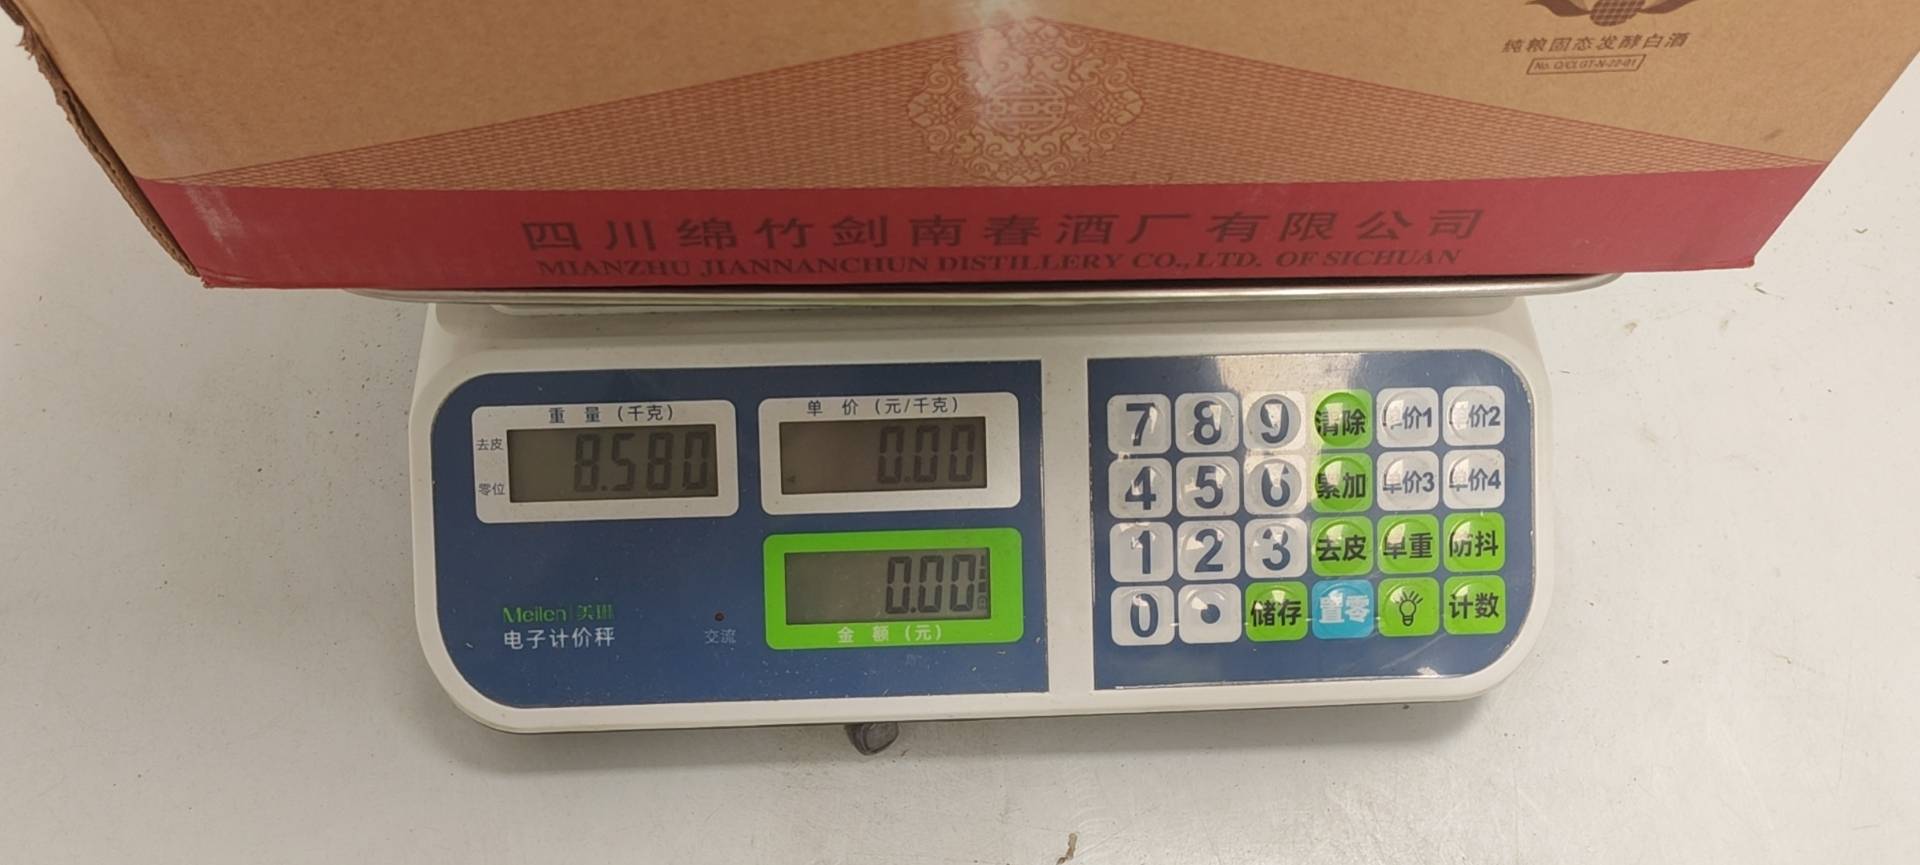 纯粮固态发酵白酒
No. Q/CLGT-N-22-01
四川绵竹剑南春酒厂有限公司
MIANZHU JIANNANCHUN DISTILLERY CO.,LTD. OF SICHUAN
重 量 (千克)
去皮
零位
8.580
单 价 (元/千克)
0.00
0.00
金 额 (元)
Meilen 美琳
电子计价秤
交流
7 8 9 清除 单价1 单价2
4 5 6 累加 单价3 单价4
1 2 3 去皮 单重 防抖
0 . 储存 置零 计数